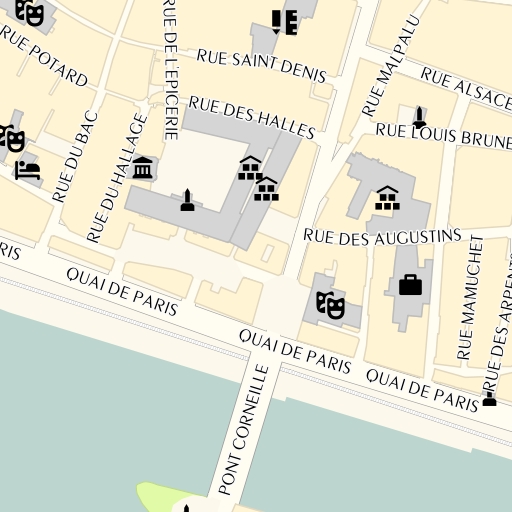 RUE DE L'EPICERIE
RUE MALPALU
RUE POTARD
RUE SAINT DENIS
RUE ALSACE
RUE DES HALLES
RUE LOUIS BRUNE
RUE DU BAC
RUE DU HALLAGE
RUE DES AUGUSTINS
RUE MAMUCHET
RUE DES ARPENTS
PARIS
QUAI DE PARIS
QUAI DE PARIS
QUAI DE PARIS
PONT CORNEILLE